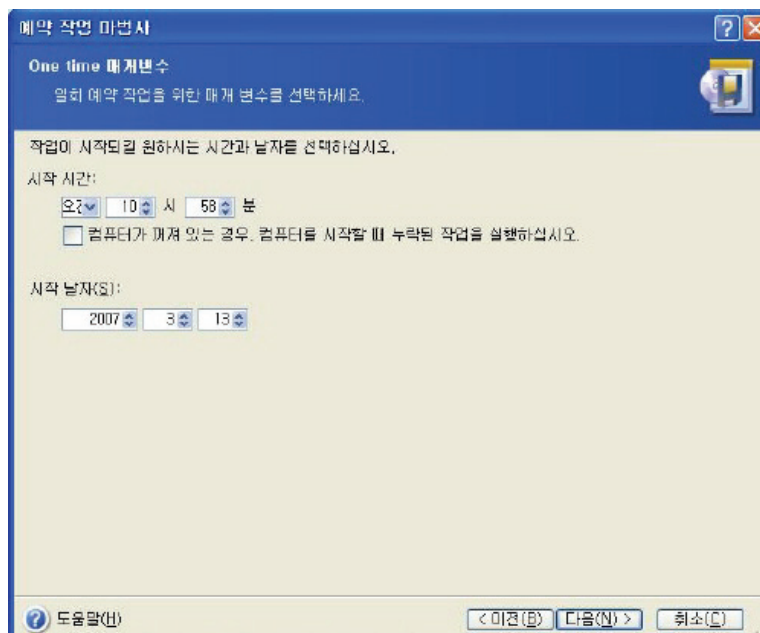 예약 작업 마법사
One time 매개변수
일회 예약 작업을 위한 매개 변수를 선택하세요.
작업이 시작되길 원하시는 시간과 날자를 선택하십시오.
시작 시간:
10 시 58 분
컴퓨터가 꺼져 있는 경우, 컴퓨터를 시작할 때 누락된 작업을 실행하십시오.
시작 날자(S):
2007 3 13
도움말(H) < 이전(B) 다음(N) > 취소(C)